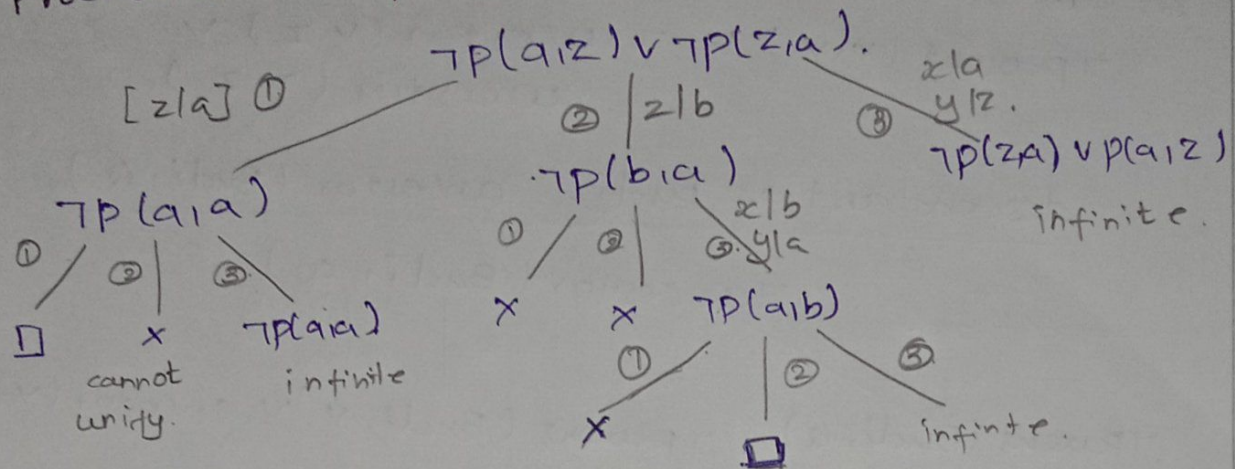 ¬p(a,z) ∨ ¬p(z,a).
[z/a] ①
② z/b
③ x/a
y/z.
¬p(a,a)
¬p(b,a)
¬p(z,a) ∨ p(a,z)
infinite.
① ② ③
① ② ③ x/b
y/a
□ × ¬p(a,a)
× × ¬p(a,b)
cannot
unify.
infinite
① ② ③
× □ infinte.